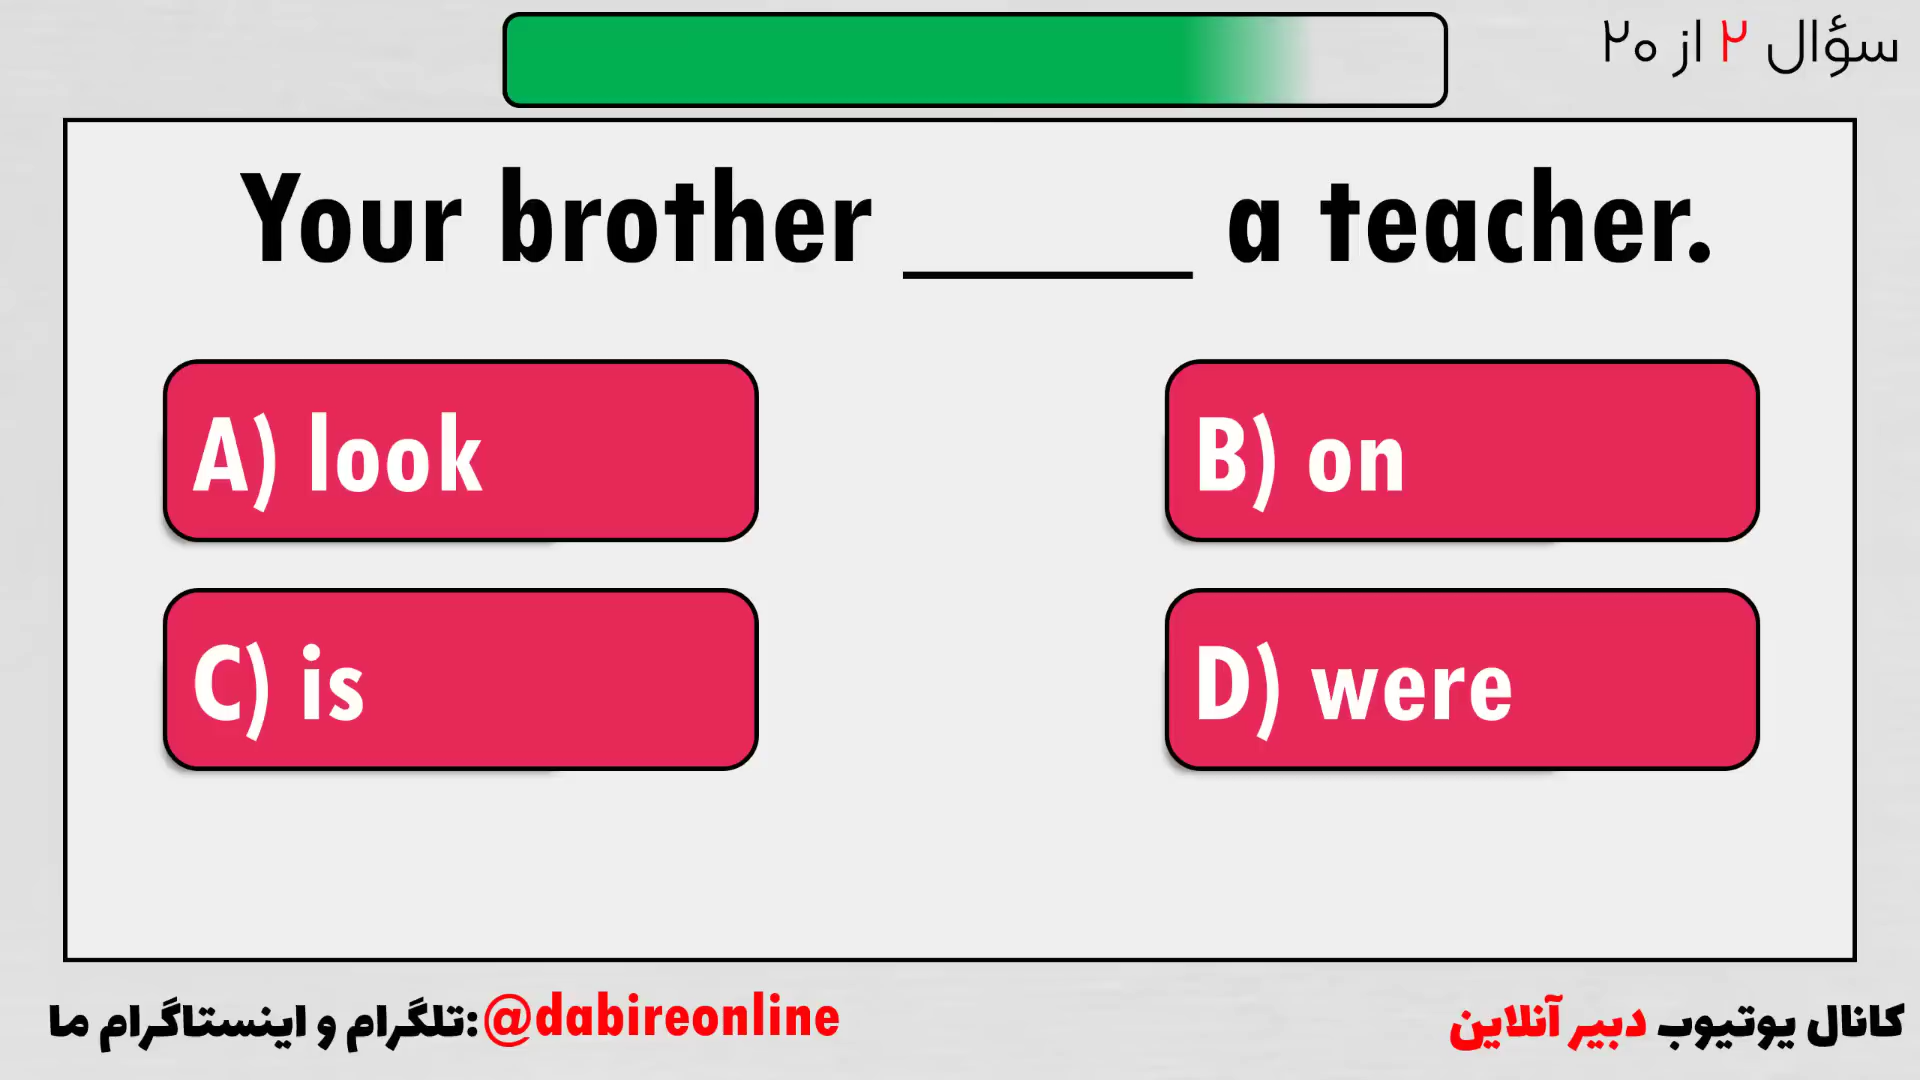 سؤال ۲ از ۲۰
Your brother ______ a teacher.
A) look
B) on
C) is
D) were
تلگرام و اینستاگرام ما: @dabireonline
کانال یوتیوب دبیر آنلاین